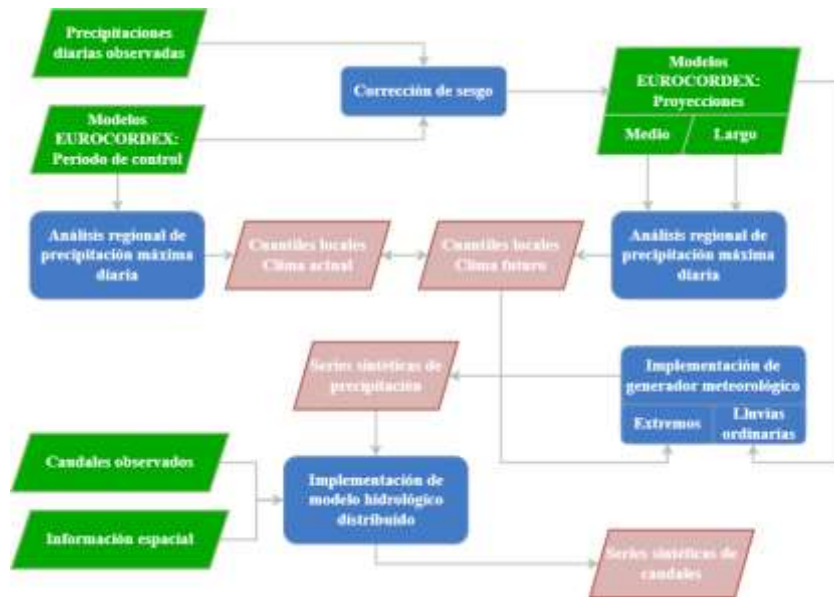 Precipitaciones
diarias observadas
Corrección de sesgo
Modelos
EUROCORDEX:
Proyecciones
Medio
Largo
Modelos
EUROCORDEX:
Periodo de control
Análisis regional de
precipitación máxima
diaria
Cuantiles locales
Clima actual
Cuantiles locales
Clima futuro
Análisis regional de
precipitación máxima
diaria
Series sintéticas de
precipitación
Implementación de
generador meteorológico
Extremos
Lluvias
ordinarias
Caudales observados
Información espacial
Implementación de
modelo hidrológico
distribuido
Series sintéticas de
caudales